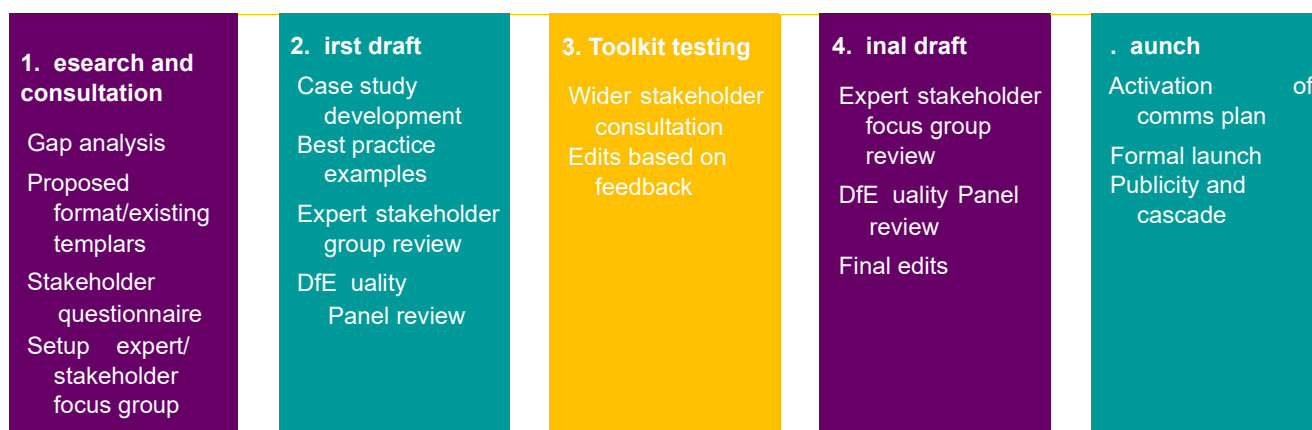 1. esearch and
consultation
Gap analysis
Proposed
format/existing
templars
Stakeholder
questionnaire
Setup expert/
stakeholder
focus group
2. irst draft
Case study
development
Best practice
examples
Expert stakeholder
group review
DfE uality
Panel review
3. Toolkit testing
Wider stakeholder
consultation
Edits based on
feedback
4. inal draft
Expert stakeholder
focus group
review
DfE uality Panel
review
Final edits
. aunch
Activation of
comms plan
Formal launch
Publicity and
cascade